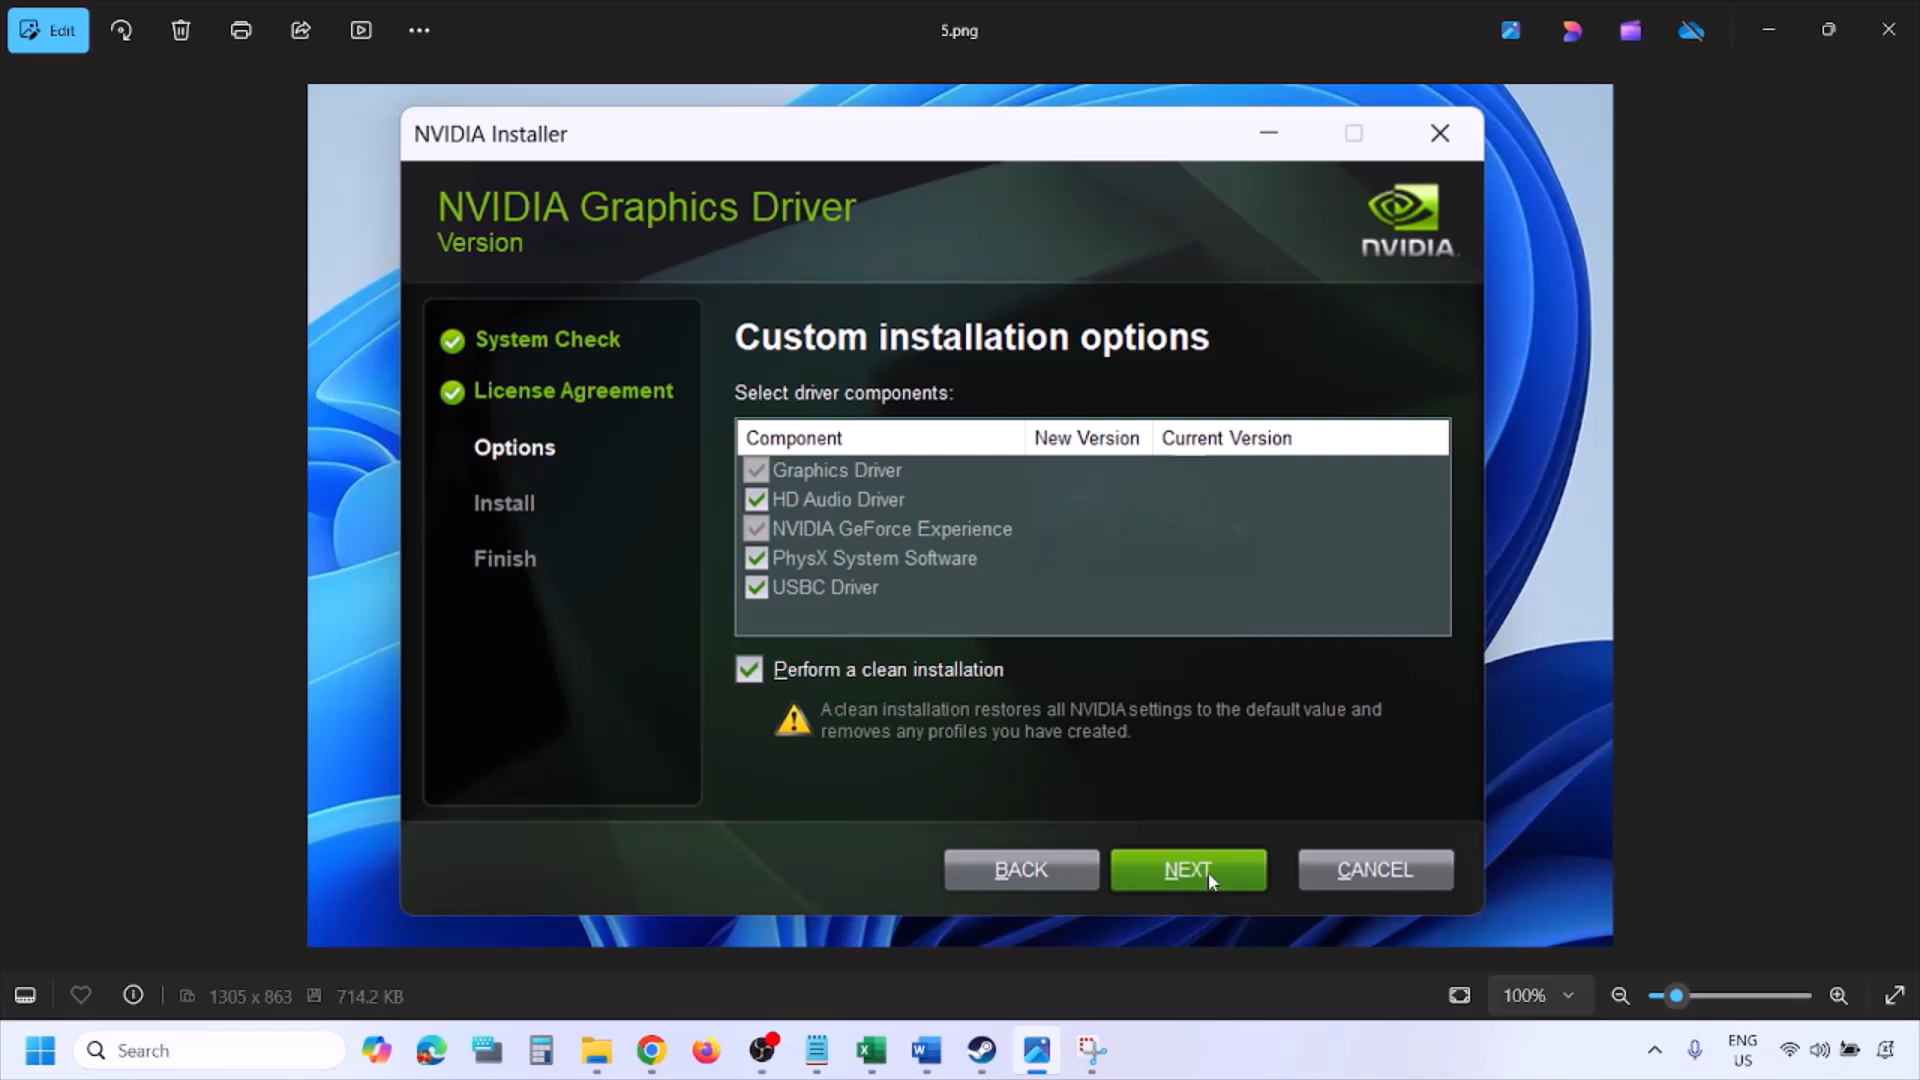 Edit
5.png
NVIDIA Installer
NVIDIA Graphics Driver
Version
NVIDIA.
System Check
License Agreement
Options
Install
Finish
Custom installation options
Select driver components:
Component New Version Current Version
Graphics Driver
HD Audio Driver
NVIDIA GeForce Experience
PhysX System Software
USBC Driver
Perform a clean installation
A clean installation restores all NVIDIA settings to the default value and
removes any profiles you have created.
BACK NEXT CANCEL
1305 x 863 714.2 KB
100%
Search
ENG
US